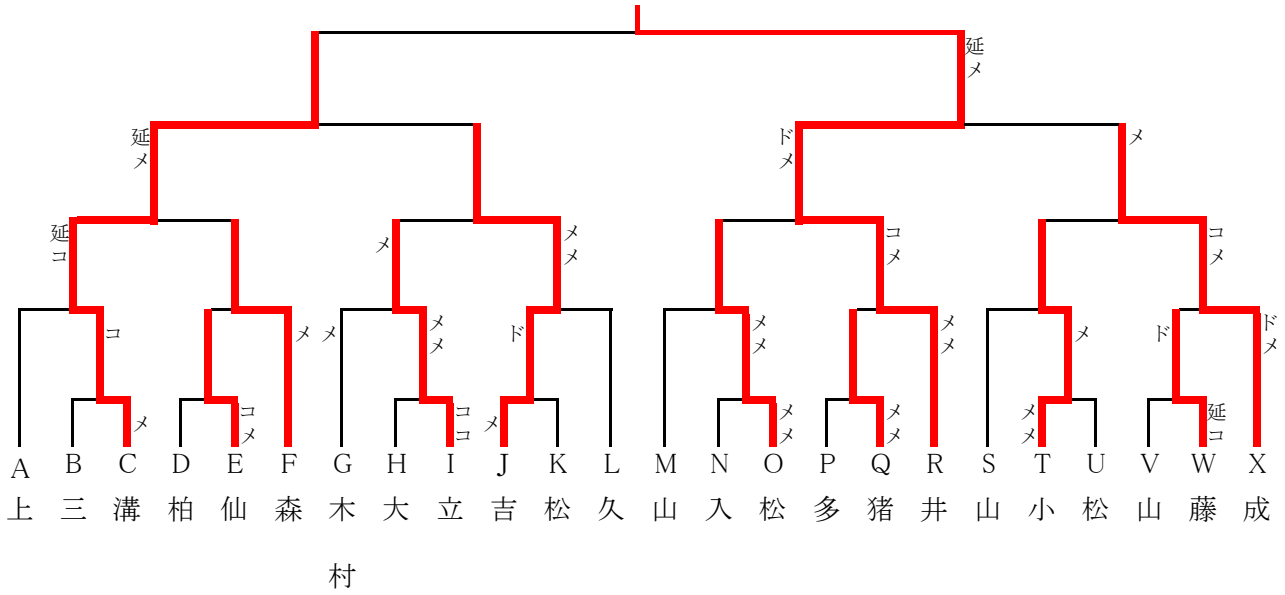 延
メ
延
メ
ド
メ
メ
延
コ
メ
メ
メ
コ
メ
コ
メ
コ
メ
メ
メ
メ
ド
メ
メ
メ
メ
メ
ド
ド
メ
メ
コ
メ
コ
コ
メ
メ
メ
メ
メ
メ
メ
延
コ
A B C D E F G H I J K L M N O P Q R S T U V W X
上 三 溝 柏 仙 森 木 大 立 吉 松 久 山 入 松 多 猪 井 山 小 松 山 藤 成
村